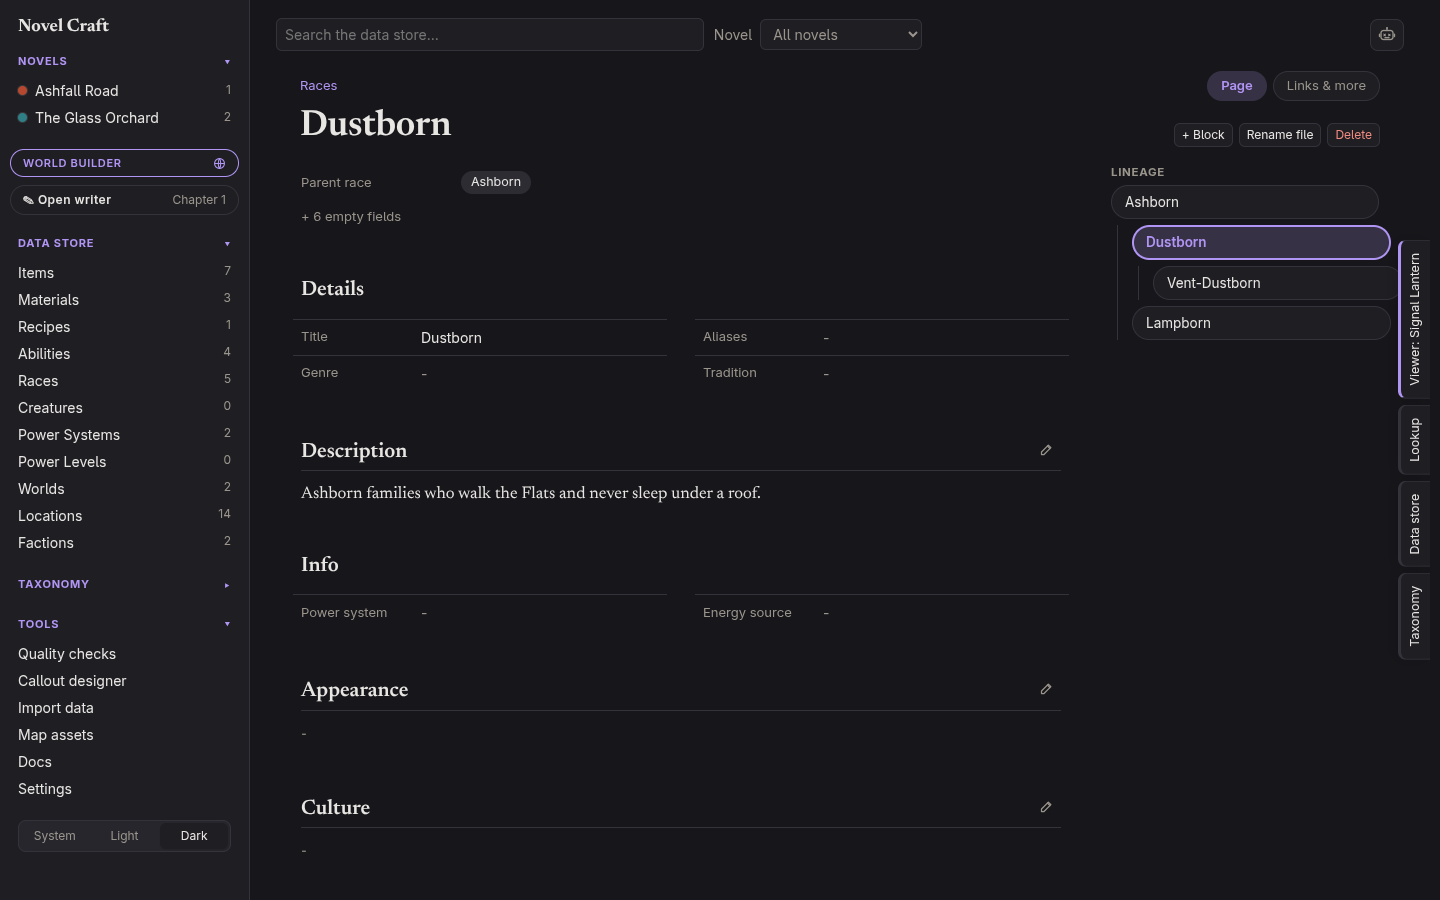 Novel Craft
NOVELS
Ashfall Road 1
The Glass Orchard 2
WORLD BUILDER
✎ Open writer Chapter 1
DATA STORE
Items 7
Materials 3
Recipes 1
Abilities 4
Races 5
Creatures 0
Power Systems 2
Power Levels 0
Worlds 2
Locations 14
Factions 2
TAXONOMY
TOOLS
Quality checks
Callout designer
Import data
Map assets
Docs
Settings
System Light Dark
Search the data store... Novel All novels
Races
Dustborn
Page Links & more
+ Block Rename file Delete
Parent race Ashborn
+ 6 empty fields
Details
Title Dustborn Aliases -
Genre - Tradition -
Description
Ashborn families who walk the Flats and never sleep under a roof.
Info
Power system - Energy source -
Appearance
-
Culture
-
LINEAGE
Ashborn
Dustborn
Vent-Dustborn
Lampborn
Viewer: Signal Lantern
Lookup
Data store
Taxonomy